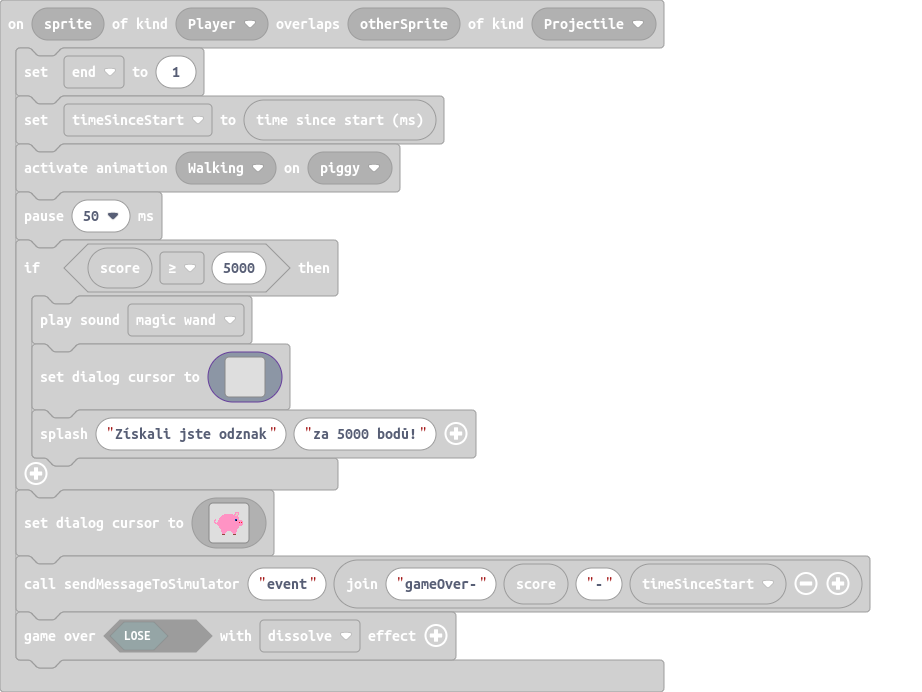 on sprite of kind Player overlaps otherSprite of kind Projectile
set end to 1
set timeSinceStart to time since start (ms)
activate animation Walking on piggy
pause 50 ms
if score ≥ 5000 then
play sound magic wand
set dialog cursor to
splash "Získali jste odznak" "za 5000 bodů!"
set dialog cursor to
call sendMessageToSimulator "event" join "gameOver-" score "-" timeSinceStart
game over LOSE with dissolve effect